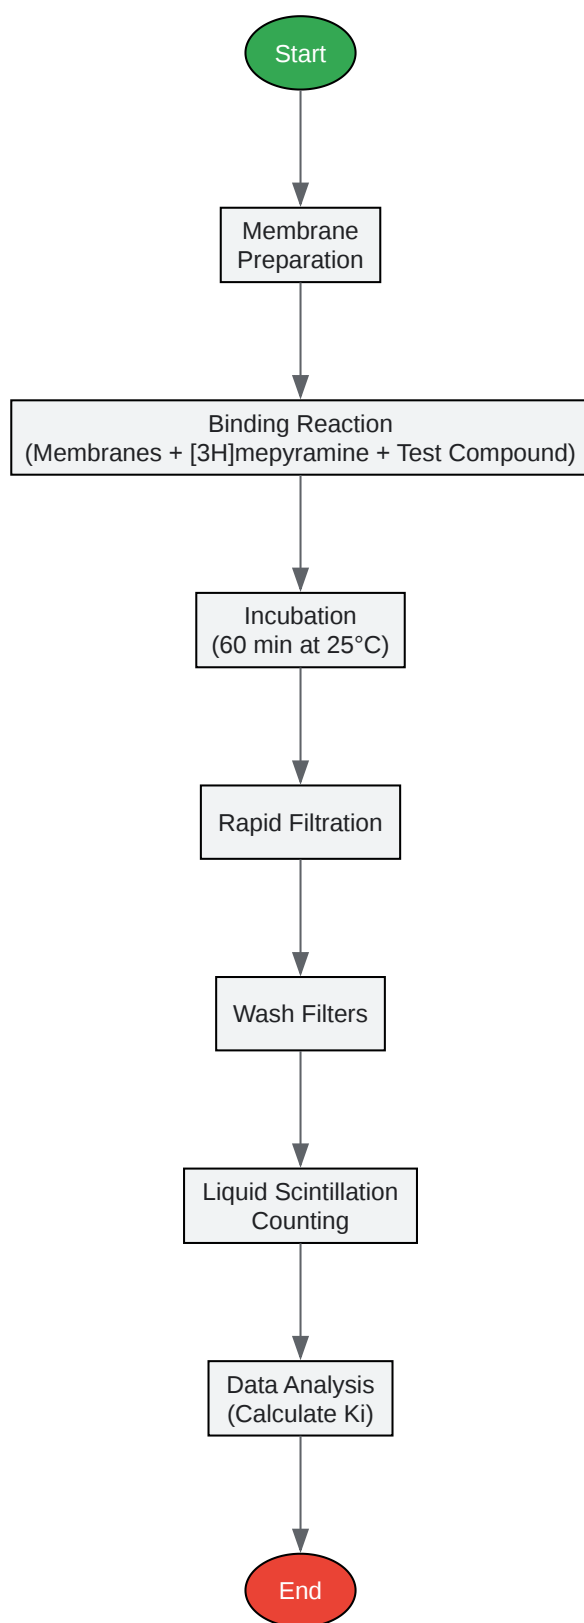 Start
Membrane
Preparation
Binding Reaction
(Membranes + [3H]mepyramine + Test Compound)
Incubation
(60 min at 25°C)
Rapid Filtration
Wash Filters
Liquid Scintillation
Counting
Data Analysis
(Calculate Ki)
End